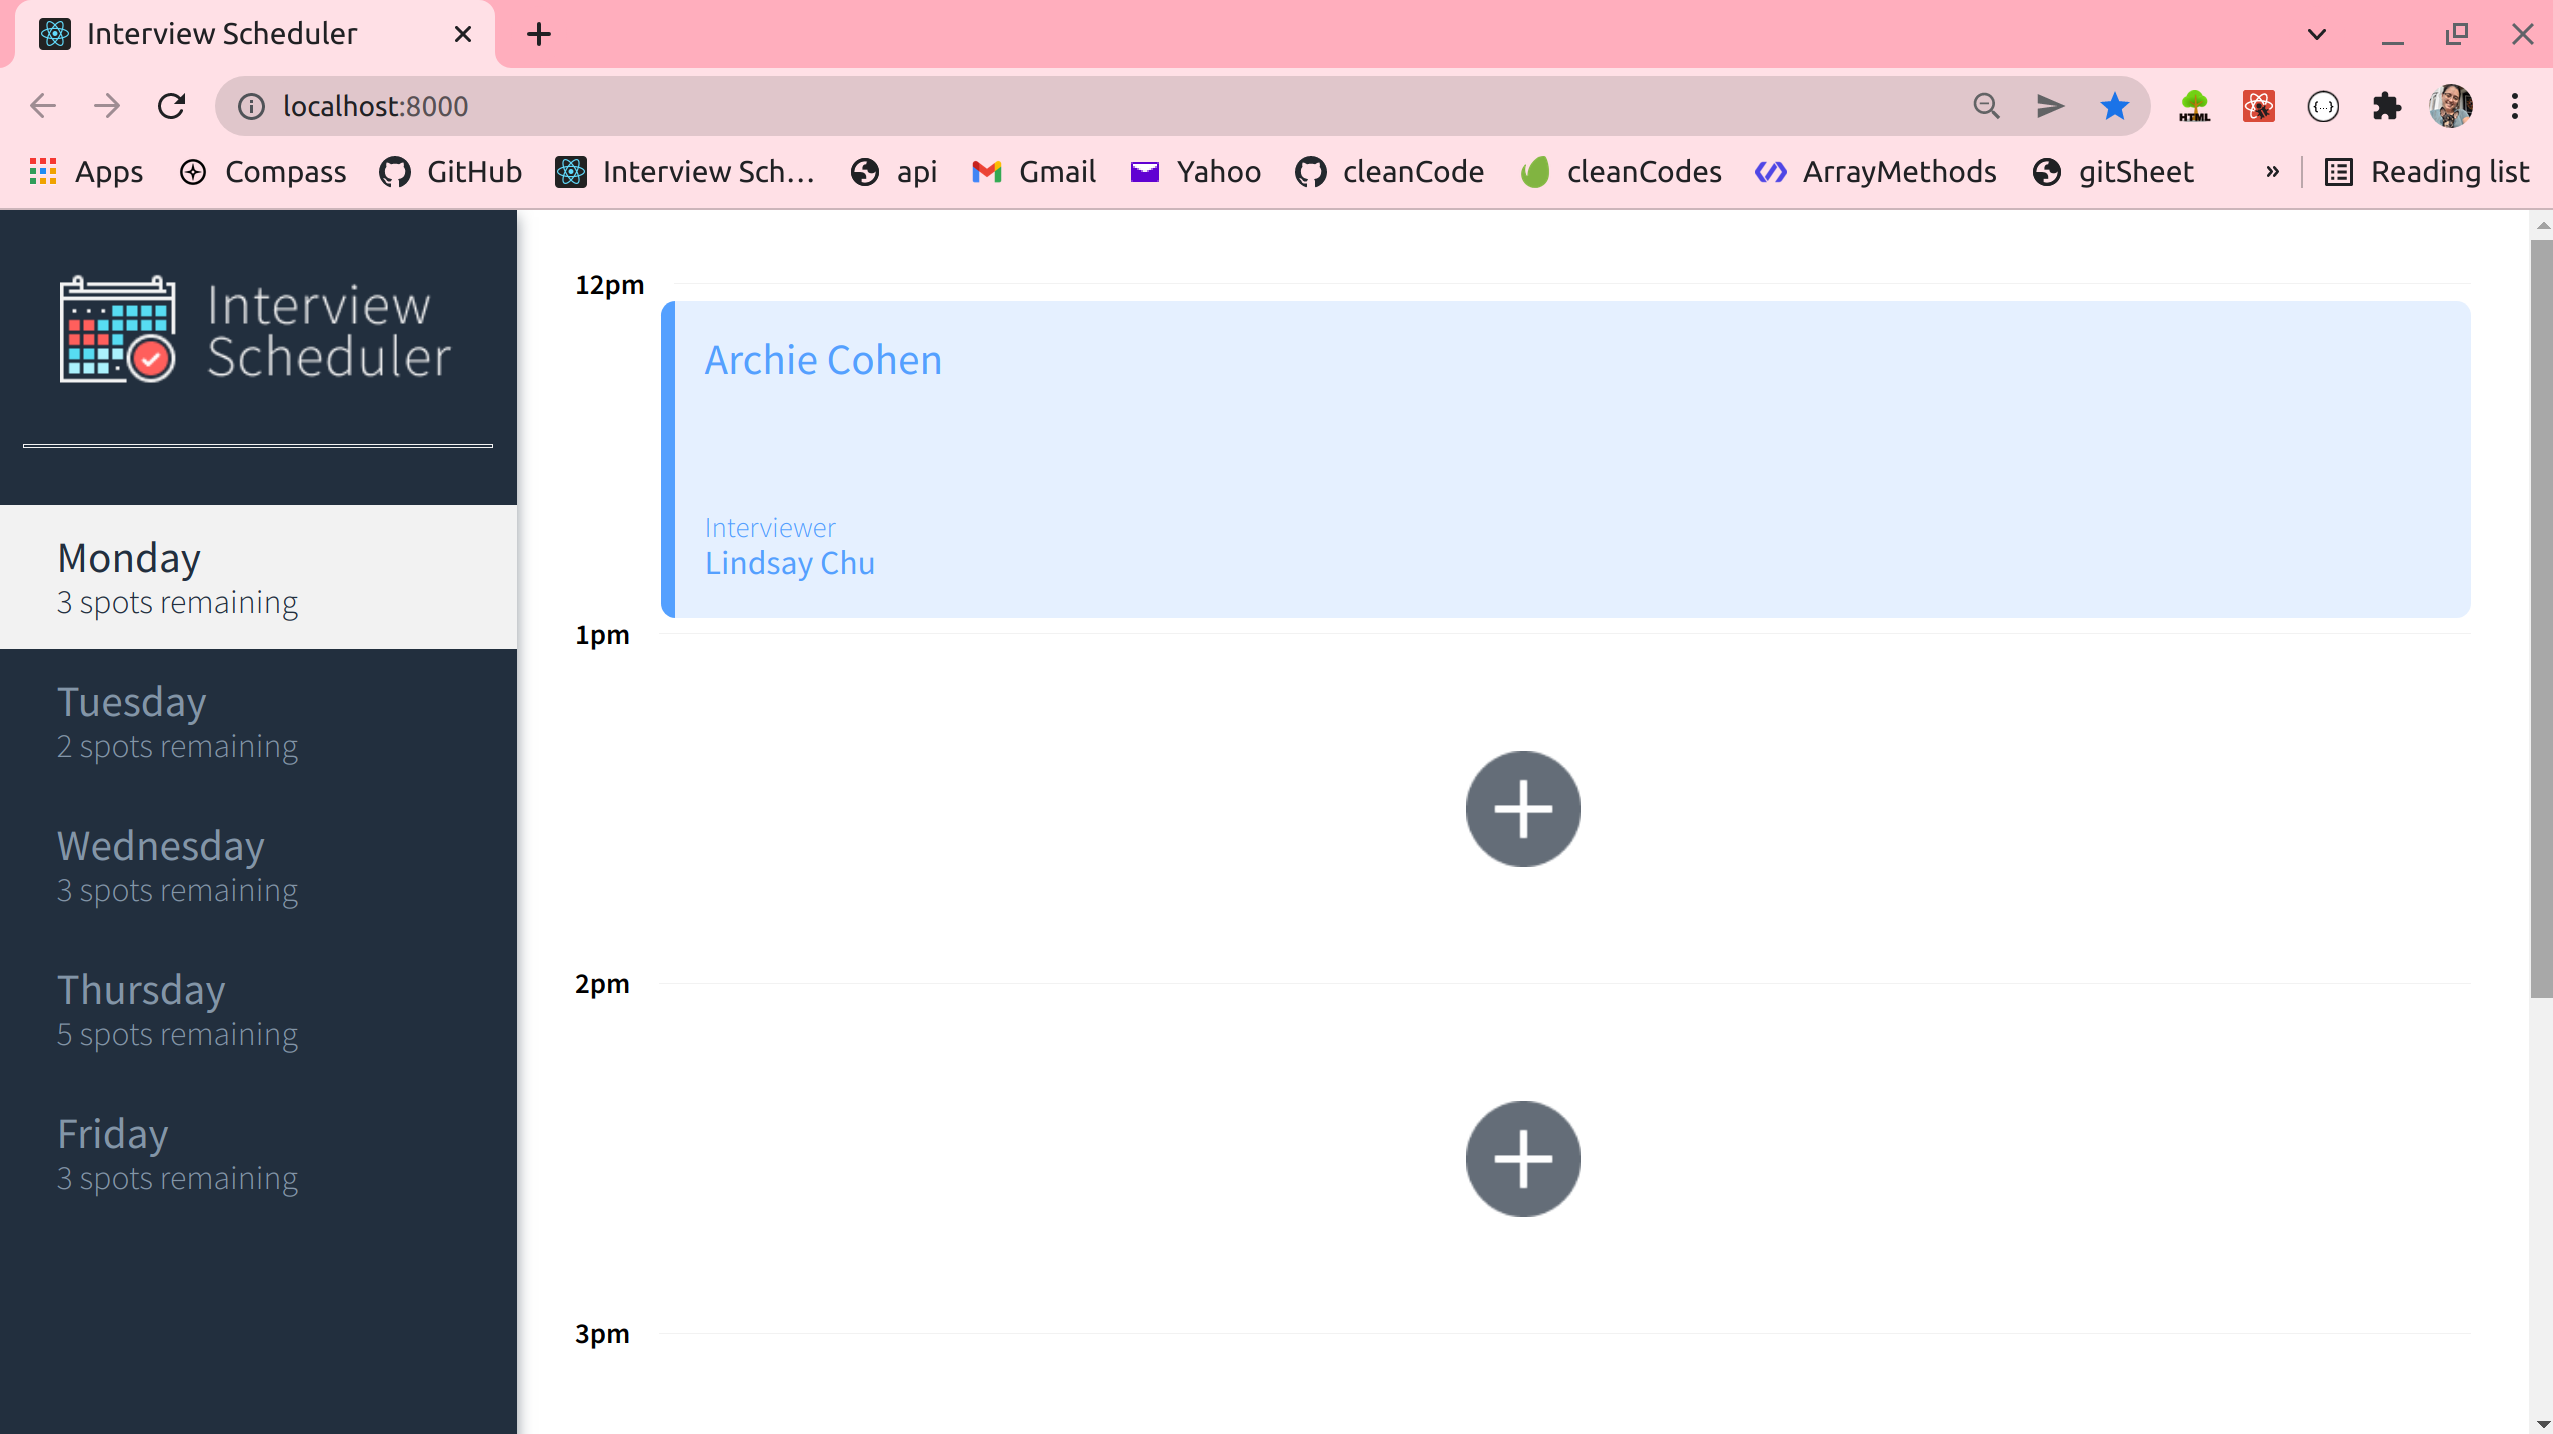 Interview Scheduler
localhost:8000
HTML
{...}
Apps
Compass
GitHub
Interview Sch...
api
Gmail
Yahoo
cleanCode
cleanCodes
ArrayMethods
gitSheet
»
Reading list
Interview
Scheduler
Monday
3 spots remaining
Tuesday
2 spots remaining
Wednesday
3 spots remaining
Thursday
5 spots remaining
Friday
3 spots remaining
12pm
Archie Cohen
Interviewer
Lindsay Chu
1pm
2pm
3pm